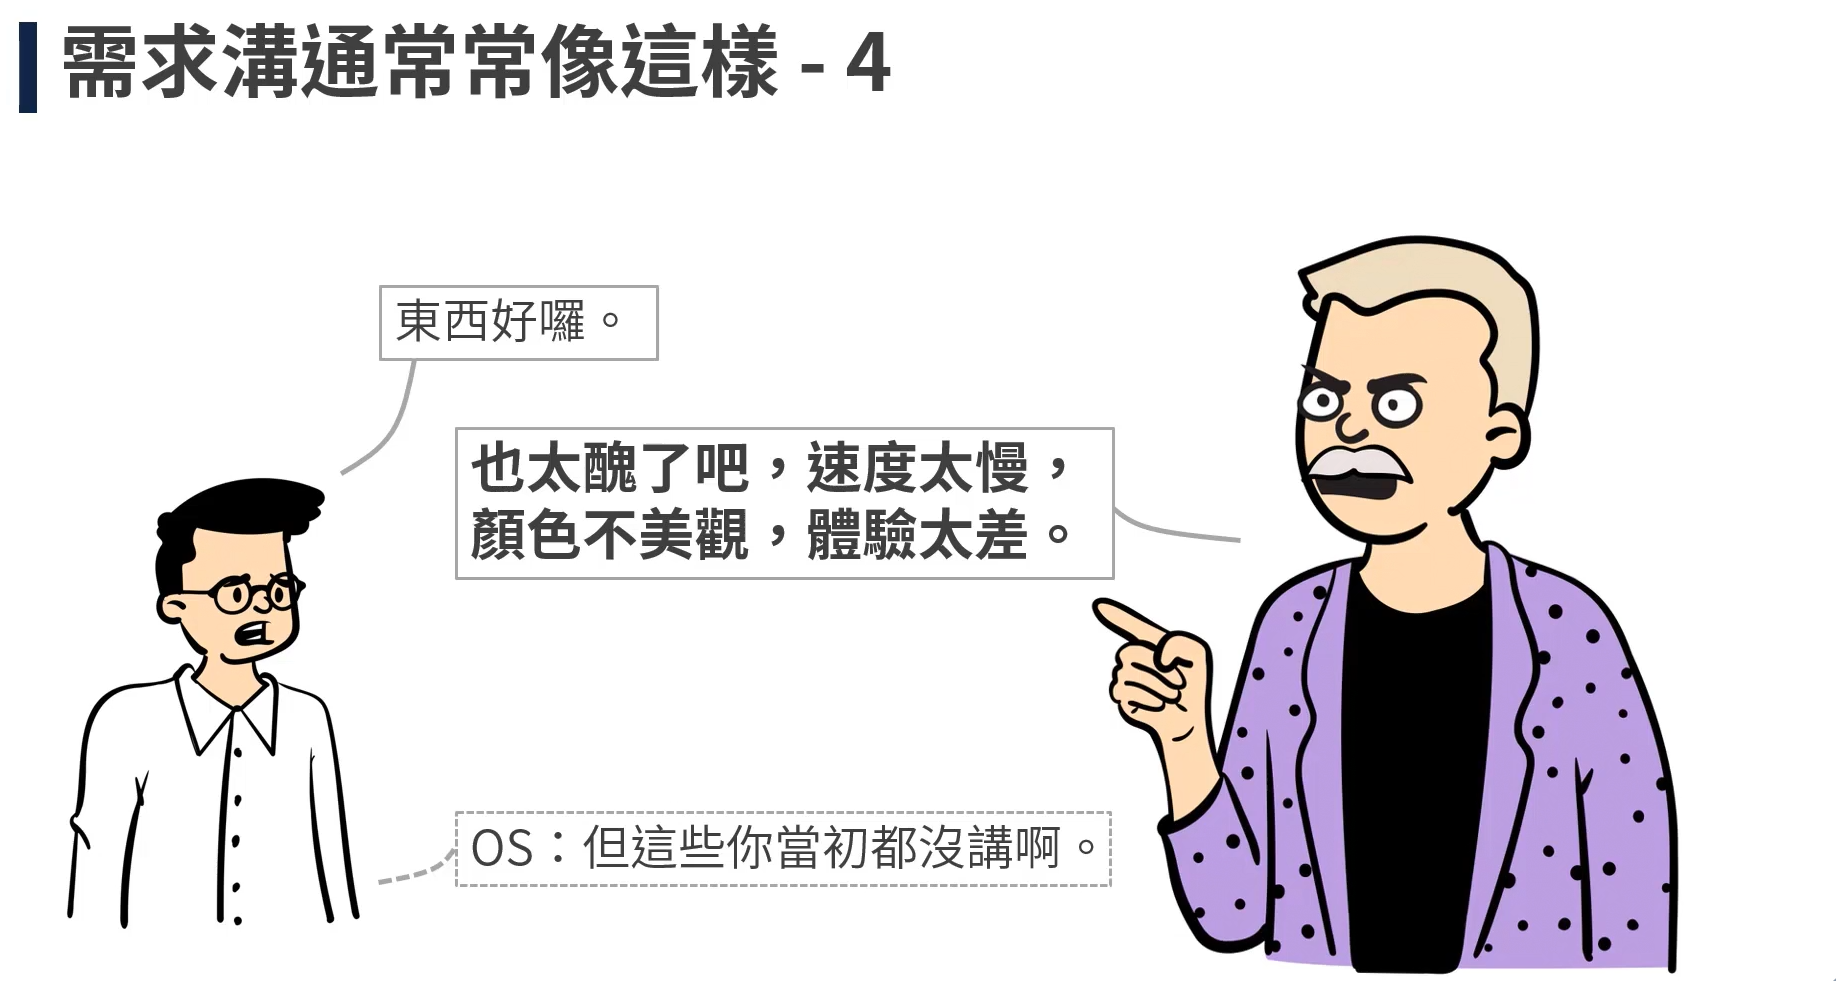 需求溝通常常像這樣 - 4
東西好囉。
也太醜了吧，速度太慢，
顏色不美觀，體驗太差。
OS：但這些你當初都沒講啊。